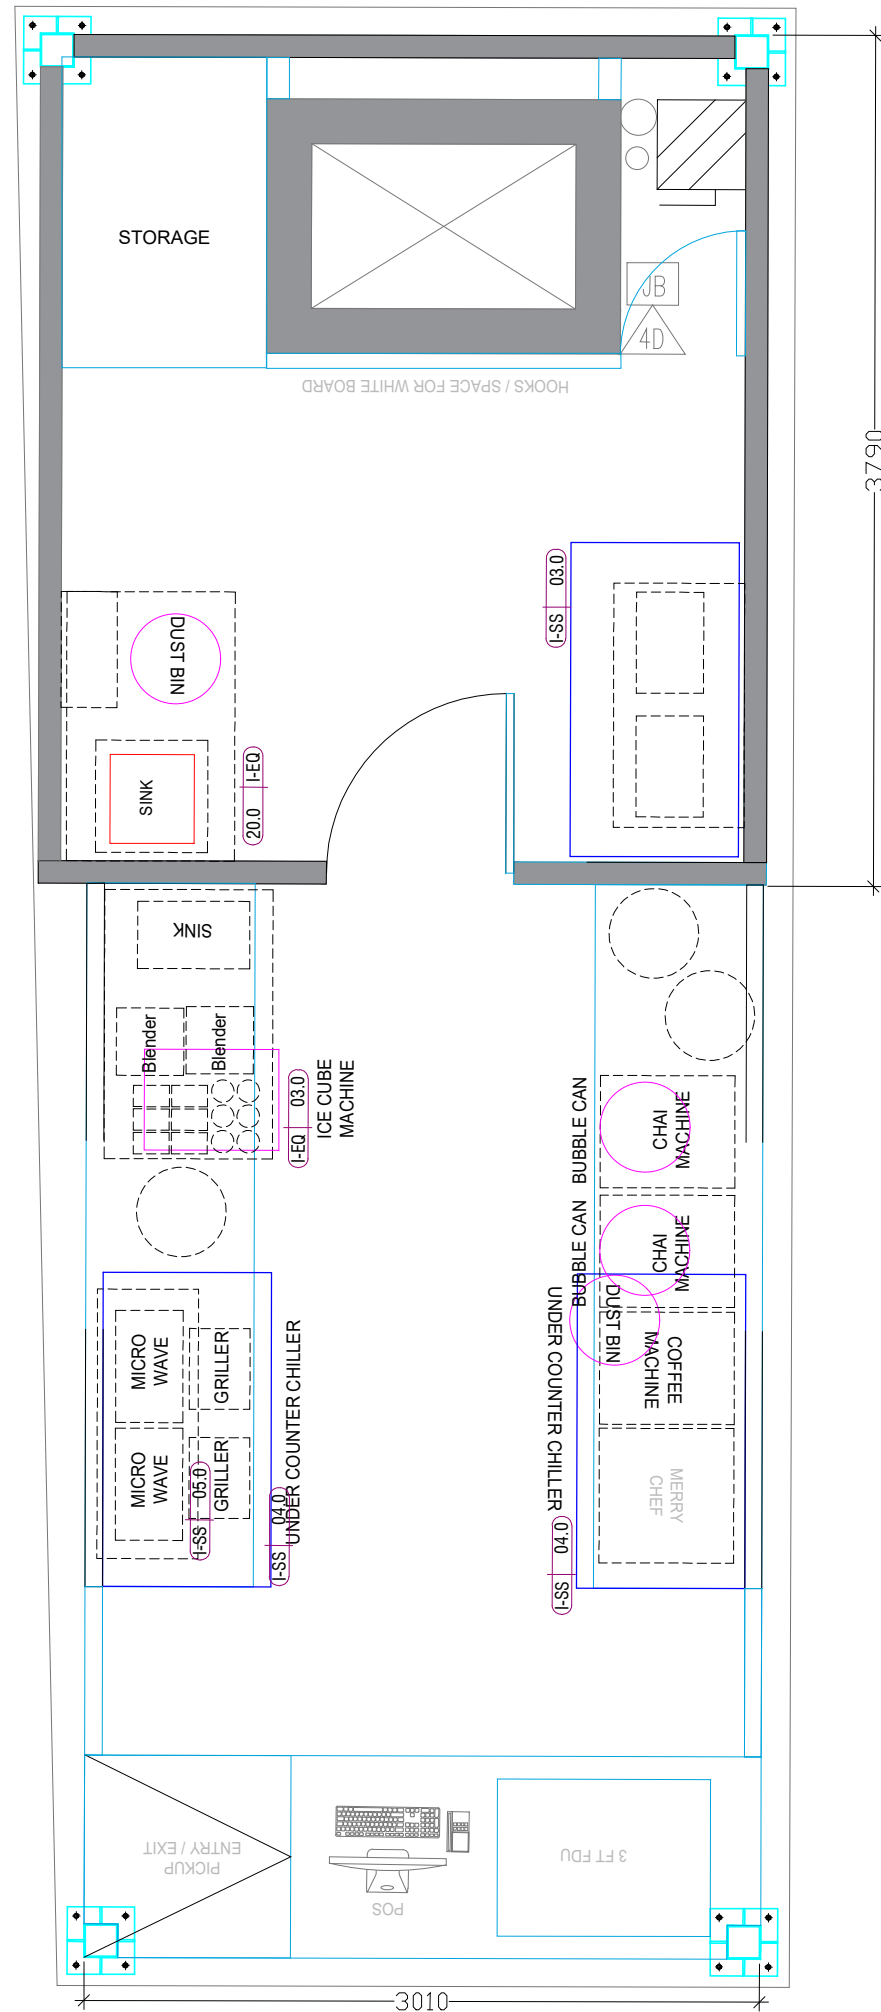 STORAGE
JB
4D
HOOKS / SPACE FOR WHITE BOARD
3790
I-SS 03.0
DUST BIN
SINK
20.0 I-EQ
SINK
Blender
Blender
I-EQ 03.0
ICE CUBE
MACHINE
BUBBLE CAN
CHAI
MACHINE
BUBBLE CAN
CHAI
MACHINE
DUST BIN
UNDER COUNTER CHILLER
COFFEE
MACHINE
MERRY
CHEF
I-SS 04.0
MICRO
WAVE
GRILLER
MICRO
WAVE
GRILLER
I-SS 05.0
UNDER COUNTER CHILLER
I-SS 04.0
PICKUP
ENTRY / EXIT
POS
3 FT FDU
3010